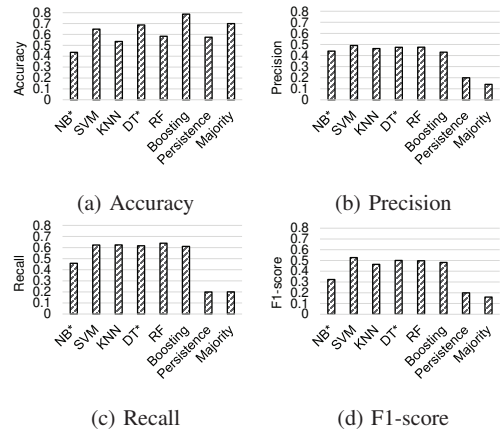 Accuracy
0.8
0.7
0.6
0.5
0.4
0.3
0.2
0.1
0
NB*
SVM
KNN
DT*
RF
Boosting
Persistence
Majority
(a) Accuracy
Precision
0.8
0.7
0.6
0.5
0.4
0.3
0.2
0.1
0
NB*
SVM
KNN
DT*
RF
Boosting
Persistence
Majority
(b) Precision
Recall
0.8
0.7
0.6
0.5
0.4
0.3
0.2
0.1
0
NB*
SVM
KNN
DT*
RF
Boosting
Persistence
Majority
(c) Recall
F1-score
0.8
0.7
0.6
0.5
0.4
0.3
0.2
0.1
0
NB*
SVM
KNN
DT*
RF
Boosting
Persistence
Majority
(d) F1-score